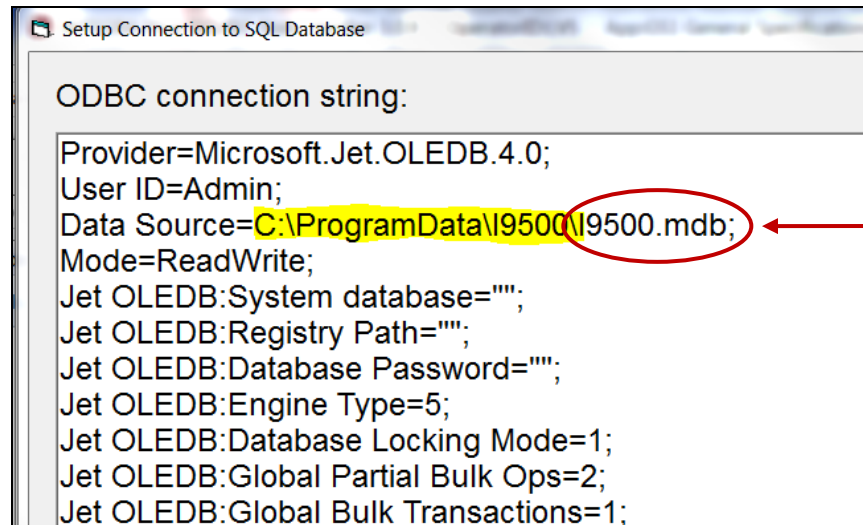 Setup Connection to SQL Database
ODBC connection string:
Provider=Microsoft.Jet.OLEDB.4.0;
User ID=Admin;
Data Source=C:\ProgramData\I9500\I9500.mdb;
Mode=ReadWrite;
Jet OLEDB:System database="";
Jet OLEDB:Registry Path="";
Jet OLEDB:Database Password="";
Jet OLEDB:Engine Type=5;
Jet OLEDB:Database Locking Mode=1;
Jet OLEDB:Global Partial Bulk Ops=2;
Jet OLEDB:Global Bulk Transactions=1;